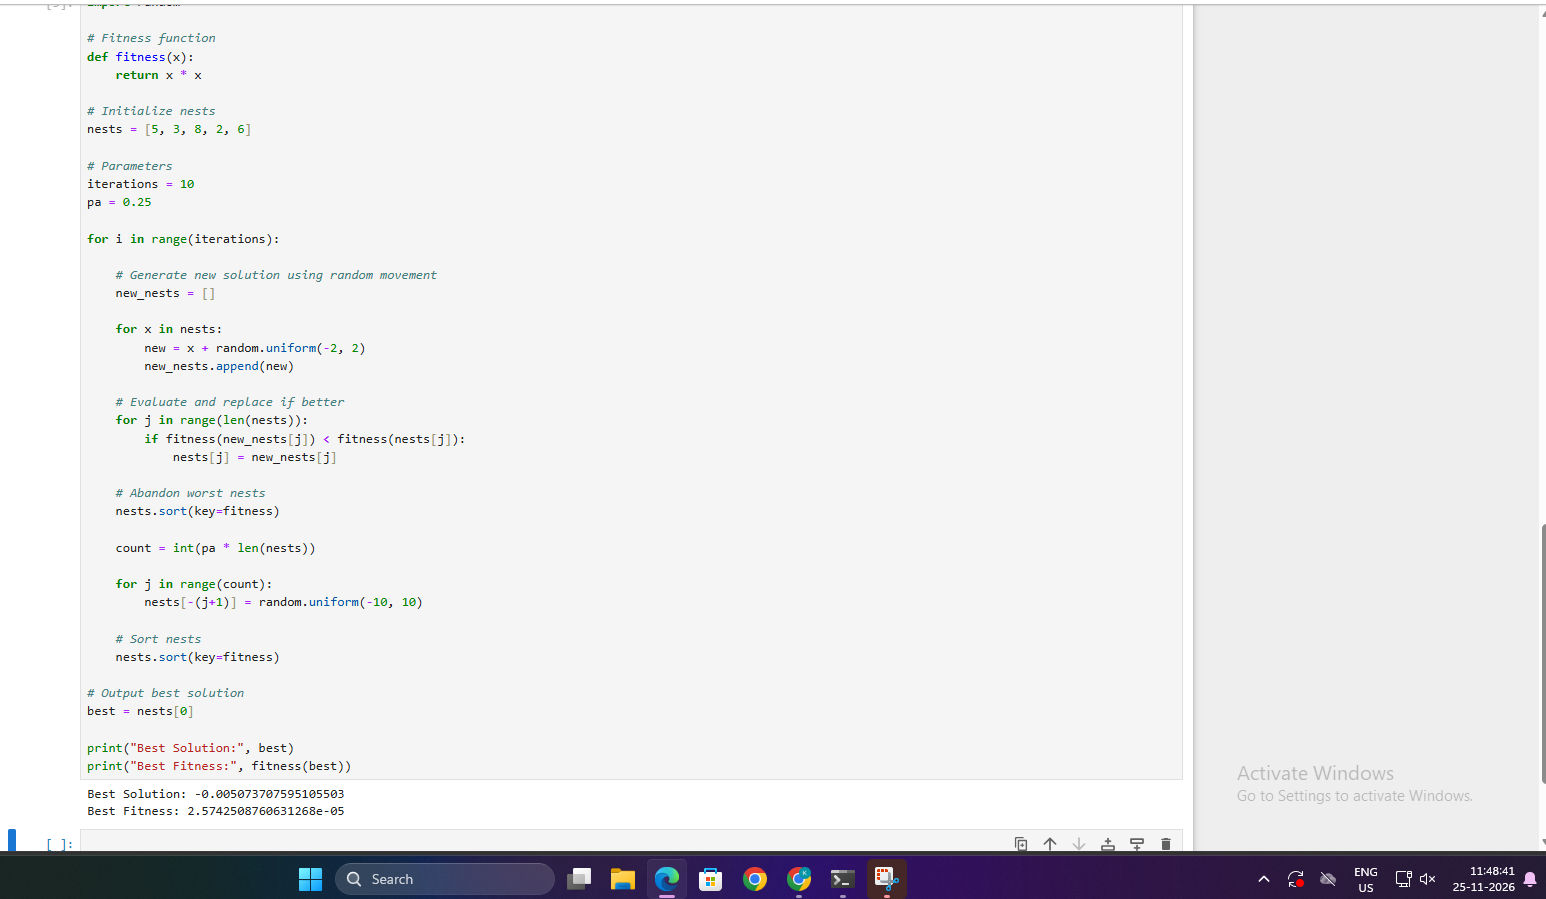 # Fitness function
def fitness(x):
    return x * x
# Initialize nests
nests = [5, 3, 8, 2, 6]
# Parameters
iterations = 10
pa = 0.25
for i in range(iterations):
    # Generate new solution using random movement
    new_nests = []
    for x in nests:
        new = x + random.uniform(-2, 2)
        new_nests.append(new)
    # Evaluate and replace if better
    for j in range(len(nests)):
        if fitness(new_nests[j]) < fitness(nests[j]):
            nests[j] = new_nests[j]
    # Abandon worst nests
    nests.sort(key=fitness)
    count = int(pa * len(nests))
    for j in range(count):
        nests[-(j+1)] = random.uniform(-10, 10)
    # Sort nests
    nests.sort(key=fitness)
# Output best solution
best = nests[0]
print("Best Solution:", best)
print("Best Fitness:", fitness(best))
Best Solution: -0.005073707595105503
Best Fitness: 2.5742508760631268e-05
[ ]:
Activate Windows
Go to Settings to activate Windows.
Search
ENG
US
11:48:41
25-11-2026